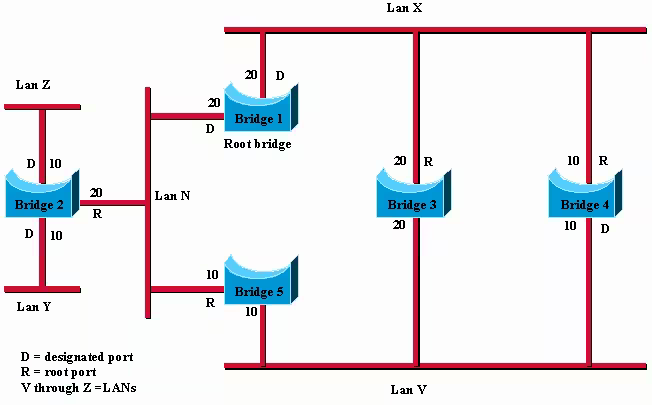 Lan X
20 D
Lan Z
20
Bridge 1
D
Root bridge
D 10
20 R
10 R
20
Lan N
Bridge 2
R
Bridge 3
Bridge 4
D 10
20
10 D
10
Bridge 5
R
10
Lan Y
D = designated port
R = root port
V through Z =LANs
Lan V